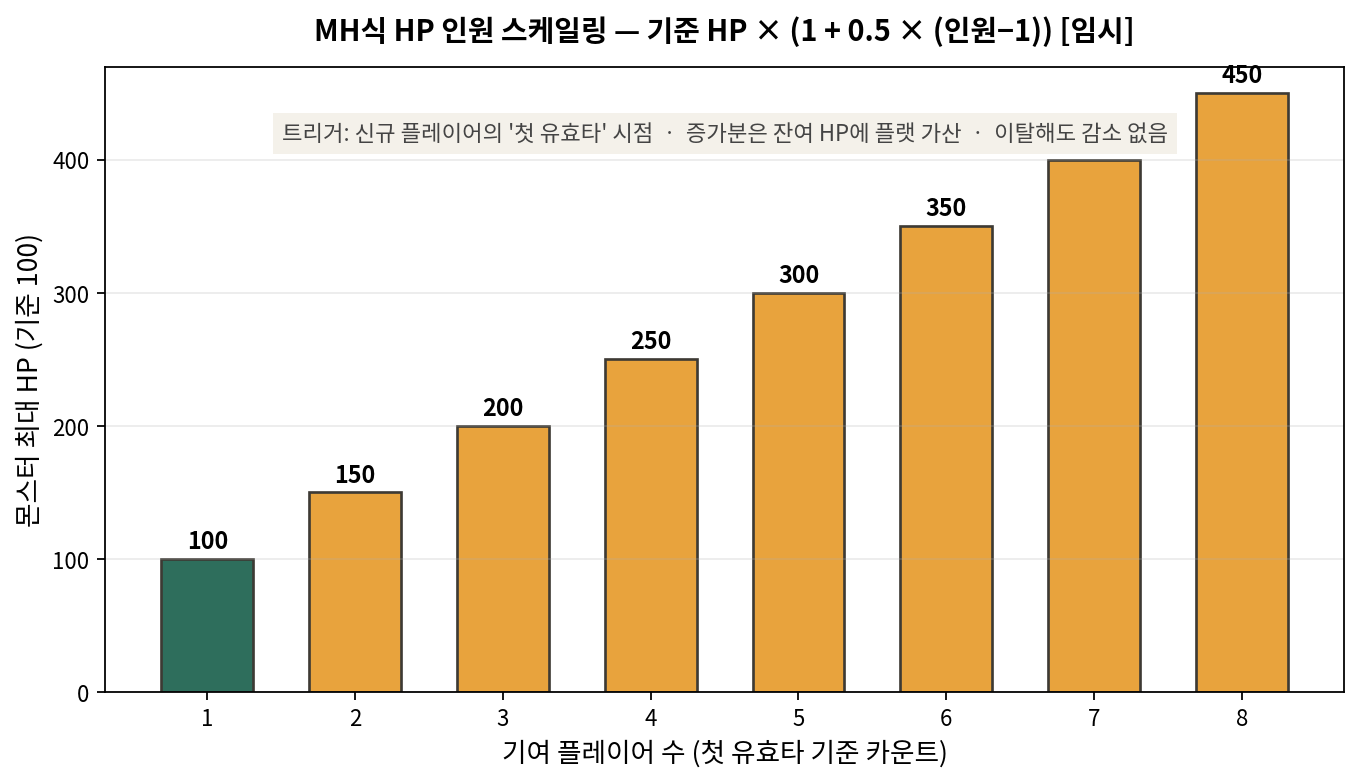 MH식 HP 인원 스케일링 — 기준 HP × (1 + 0.5 × (인원−1)) [임시]
450
트리거: 신규 플레이어의 '첫 유효타' 시점 · 증가분은 잔여 HP에 플랫 가산 · 이탈해도 감소 없음
400
350
300
300
250
200
200
150
100
100
0
몬스터 최대 HP (기준 100)
1 2 3 4 5 6 7 8
기여 플레이어 수 (첫 유효타 기준 카운트)